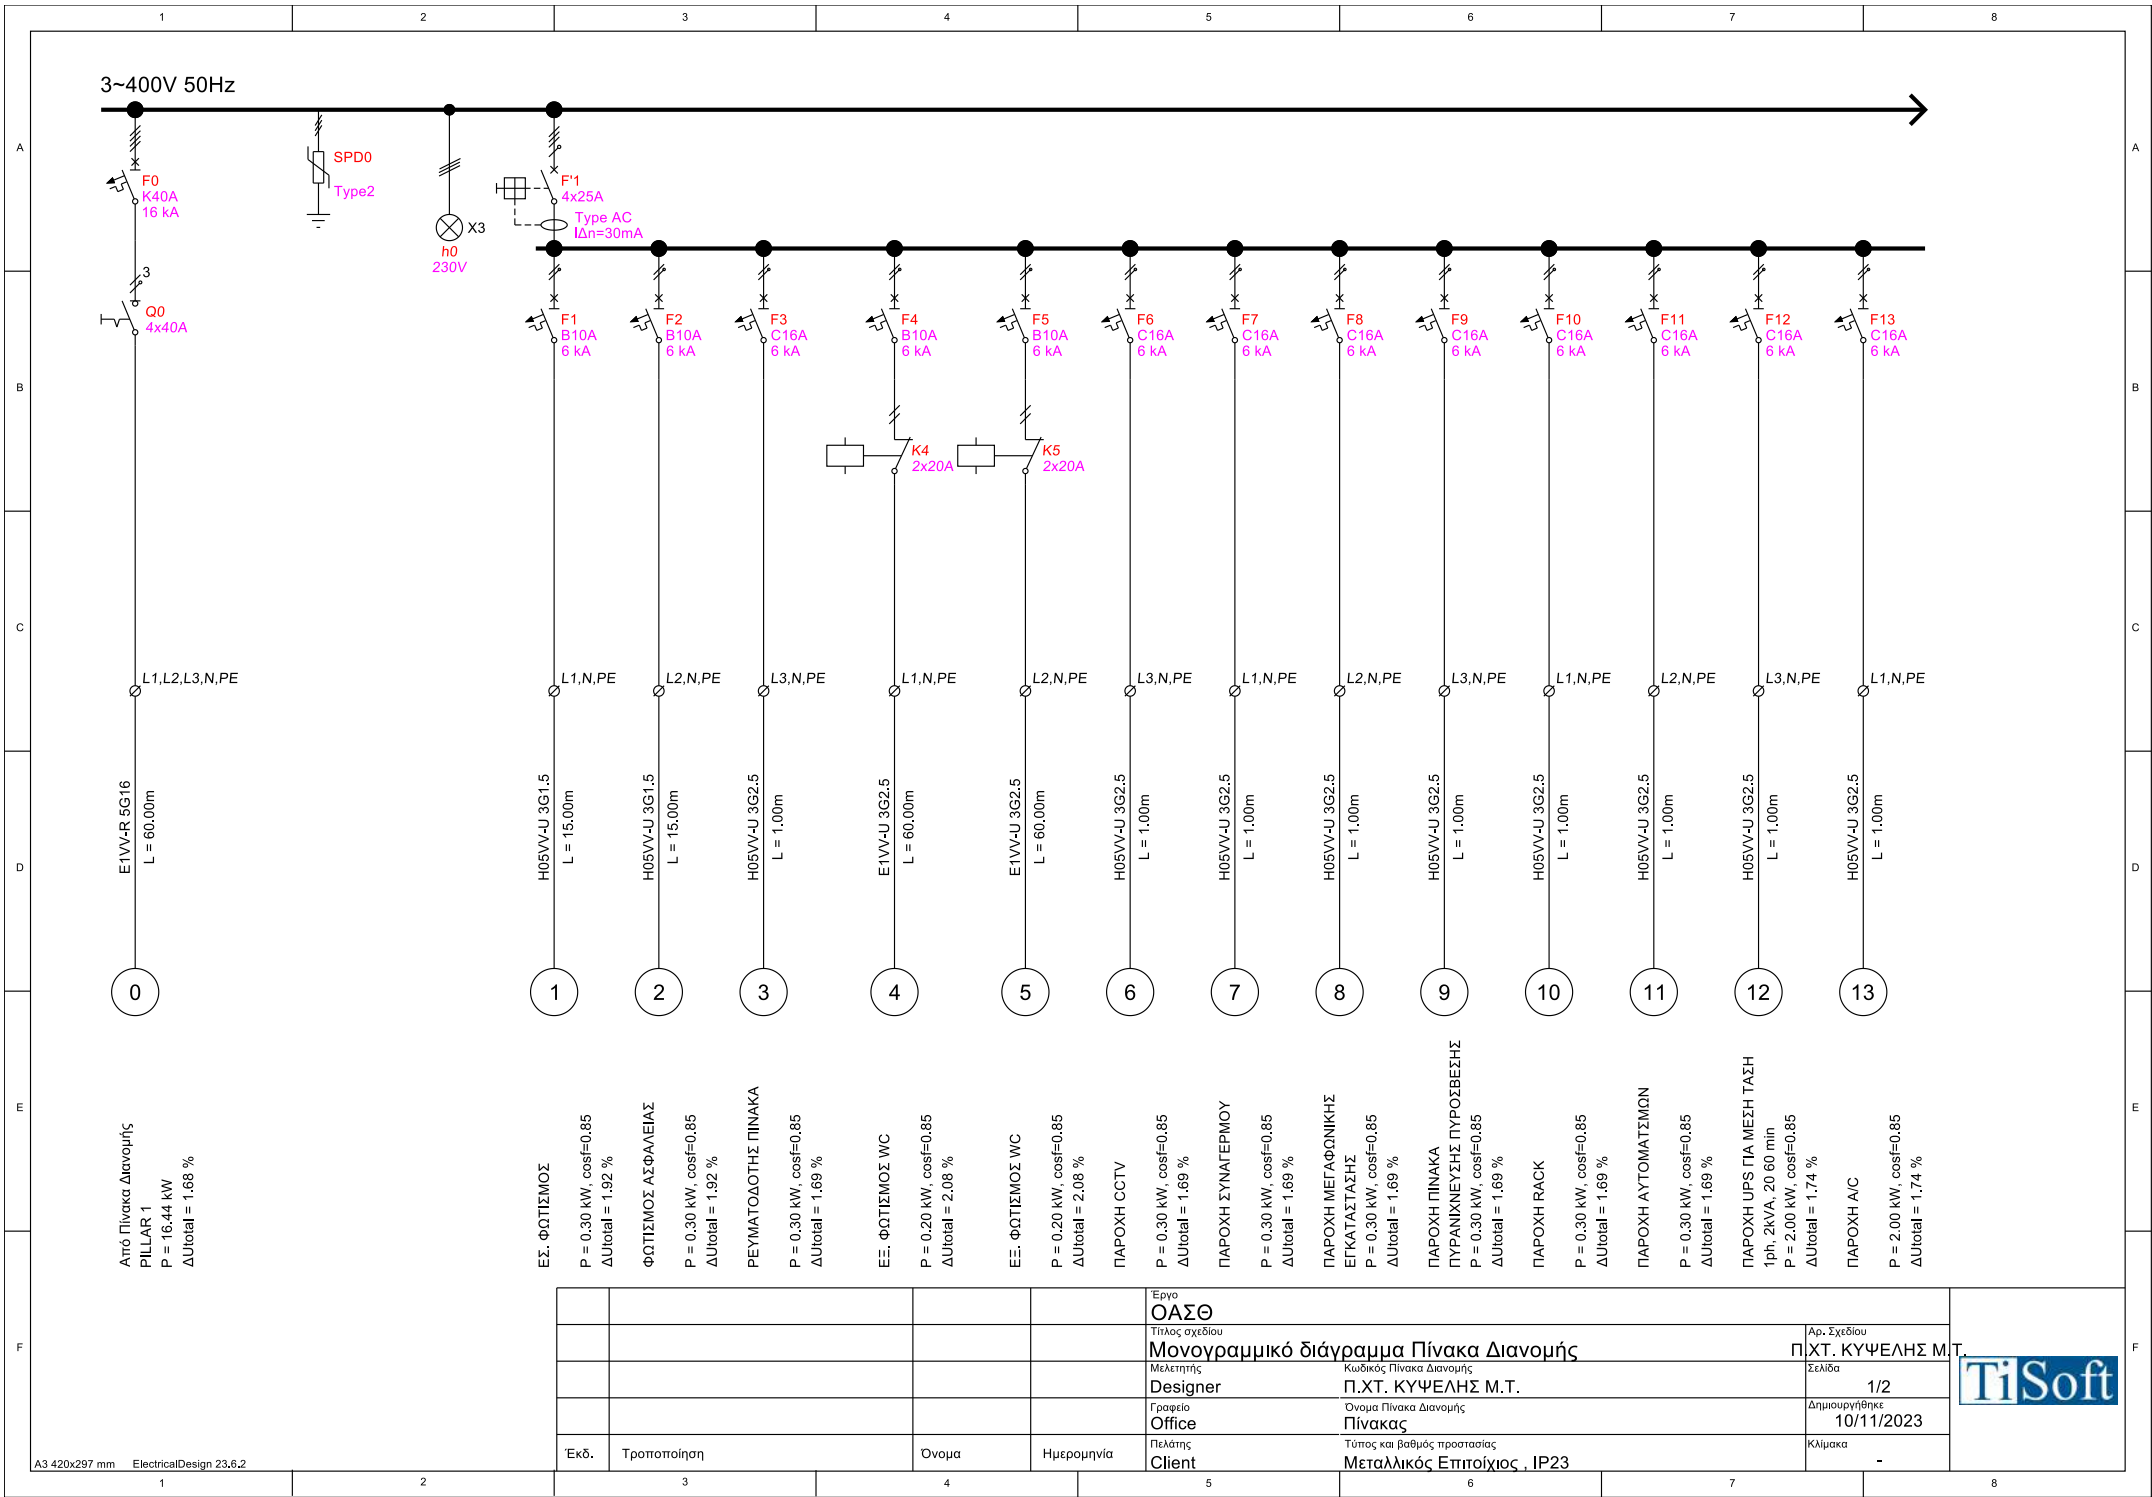 1 2 3 4 5 6 7 8
3~400V 50Hz
A
A
SPD0
Type2
F0
K40A
16 kA
F'1
4x25A
Type AC
IΔn=30mA
X3
h0
230V
3
Q0
4x40A
F1
B10A
6 kA
F2
B10A
6 kA
F3
C16A
6 kA
F4
B10A
6 kA
F5
B10A
6 kA
F6
C16A
6 kA
F7
C16A
6 kA
F8
C16A
6 kA
F9
C16A
6 kA
F10
C16A
6 kA
F11
C16A
6 kA
F12
C16A
6 kA
F13
C16A
6 kA
B
B
K4
2x20A
K5
2x20A
C
C
L1,L2,L3,N,PE
L1,N,PE
L2,N,PE
L3,N,PE
L1,N,PE
L2,N,PE
L3,N,PE
L1,N,PE
L2,N,PE
L3,N,PE
L1,N,PE
L2,N,PE
L3,N,PE
L1,N,PE
D
D
E1VV-R 5G16
L = 60.00m
H05VV-U 3G1.5
L = 15.00m
H05VV-U 3G1.5
L = 15.00m
H05VV-U 3G2.5
L = 1.00m
E1VV-U 3G2.5
L = 60.00m
E1VV-U 3G2.5
L = 60.00m
H05VV-U 3G2.5
L = 1.00m
H05VV-U 3G2.5
L = 1.00m
H05VV-U 3G2.5
L = 1.00m
H05VV-U 3G2.5
L = 1.00m
H05VV-U 3G2.5
L = 1.00m
H05VV-U 3G2.5
L = 1.00m
H05VV-U 3G2.5
L = 1.00m
H05VV-U 3G2.5
L = 1.00m
0 1 2 3 4 5 6 7 8 9 10 11 12 13
E
E
Από Πίνακα Διανομής
PILLAR 1
P = 16.44 kW
ΔUtotal = 1.68 %
ΕΣ. ΦΩΤΙΣΜΟΣ
P = 0.30 kW, cosf=0.85
ΔUtotal = 1.92 %
ΦΩΤΙΣΜΟΣ ΑΣΦΑΛΕΙΑΣ
P = 0.30 kW, cosf=0.85
ΔUtotal = 1.92 %
ΡΕΥΜΑΤΟΔΟΤΗΣ ΠΙΝΑΚΑ
P = 0.30 kW, cosf=0.85
ΔUtotal = 1.69 %
ΕΞ. ΦΩΤΙΣΜΟΣ WC
P = 0.20 kW, cosf=0.85
ΔUtotal = 2.08 %
ΕΞ. ΦΩΤΙΣΜΟΣ WC
P = 0.20 kW, cosf=0.85
ΔUtotal = 2.08 %
ΠΑΡΟΧΗ CCTV
P = 0.30 kW, cosf=0.85
ΔUtotal = 1.69 %
ΠΑΡΟΧΗ ΣΥΝΑΓΕΡΜΟΥ
P = 0.30 kW, cosf=0.85
ΔUtotal = 1.69 %
ΠΑΡΟΧΗ ΜΕΓΑΦΩΝΙΚΗΣ
ΕΓΚΑΤΑΣΤΑΣΗΣ
P = 0.30 kW, cosf=0.85
ΔUtotal = 1.69 %
ΠΑΡΟΧΗ ΠΙΝΑΚΑ
ΠΥΡΑΝΙΧΝΕΥΣΗΣ ΠΥΡΟΣΒΕΣΗΣ
P = 0.30 kW, cosf=0.85
ΔUtotal = 1.69 %
ΠΑΡΟΧΗ RACK
P = 0.30 kW, cosf=0.85
ΔUtotal = 1.69 %
ΠΑΡΟΧΗ ΑΥΤΟΜΑΤΣΜΩΝ
P = 0.30 kW, cosf=0.85
ΔUtotal = 1.69 %
ΠΑΡΟΧΗ UPS ΓΙΑ ΜΕΣΗ ΤΑΣΗ
1ph, 2kVA, 20 60 min
P = 2.00 kW, cosf=0.85
ΔUtotal = 1.74 %
ΠΑΡΟΧΗ A/C
P = 2.00 kW, cosf=0.85
ΔUtotal = 1.74 %
F
F
Έργο
ΟΑΣΘ
Τίτλος σχεδίου
Μονογραμμικό διάγραμμα Πίνακα Διανομής
Αρ. Σχεδίου
Π.ΧΤ. ΚΥΨΕΛΗΣ Μ.Τ.
Μελετητής
Designer
Κωδικός Πίνακα Διανομής
Π.ΧΤ. ΚΥΨΕΛΗΣ Μ.Τ.
Σελίδα
1/2
Γραφείο
Office
Όνομα Πίνακα Διανομής
Πίνακας
Δημιουργήθηκε
10/11/2023
Έκδ. Τροποποίηση Όνομα Ημερομηνία
Πελάτης
Client
Τύπος και βαθμός προστασίας
Μεταλλικός Επιτοίχιος , IP23
Κλίμακα
-
TiSoft
A3 420x297 mm ElectricalDesign 23.6.2
1 2 3 4 5 6 7 8